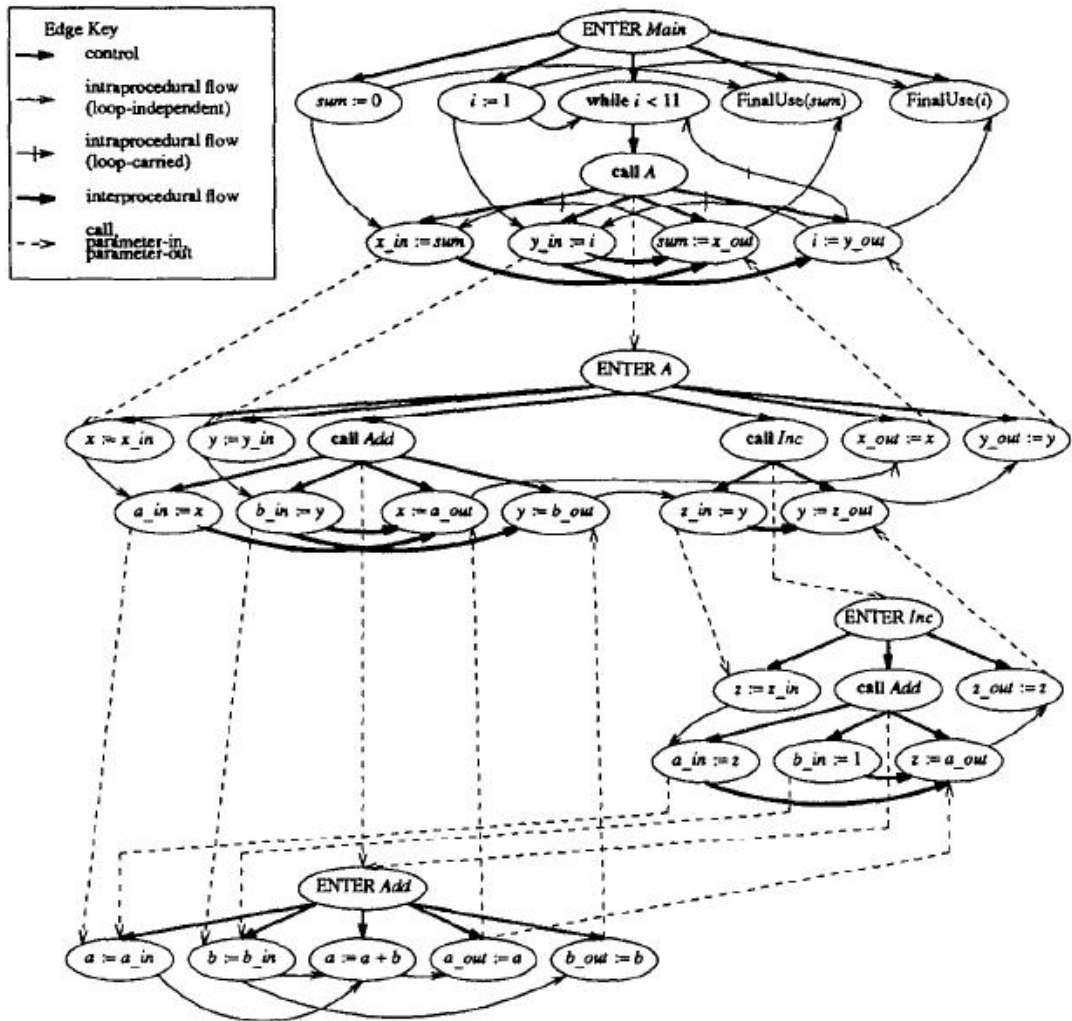 Edge Key
control
intraprocedural flow
(loop-independent)
intraprocedural flow
(loop-carried)
interprocedural flow
call,
parameter-in,
parameter-out
ENTER Main
sum := 0
i := 1
while i < 11
FinalUse(sum)
FinalUse(i)
call A
x_in := sum
y_in := i
sum := x_out
i := y_out
ENTER A
x := x_in
y := y_in
call Add
call Inc
x_out := x
y_out := y
a_in := x
b_in := y
x := a_out
y := b_out
z_in := y
y := z_out
ENTER Inc
z := z_in
call Add
z_out := z
a_in := z
b_in := 1
z := a_out
ENTER Add
a := a_in
b := b_in
a := a + b
a_out := a
b_out := b